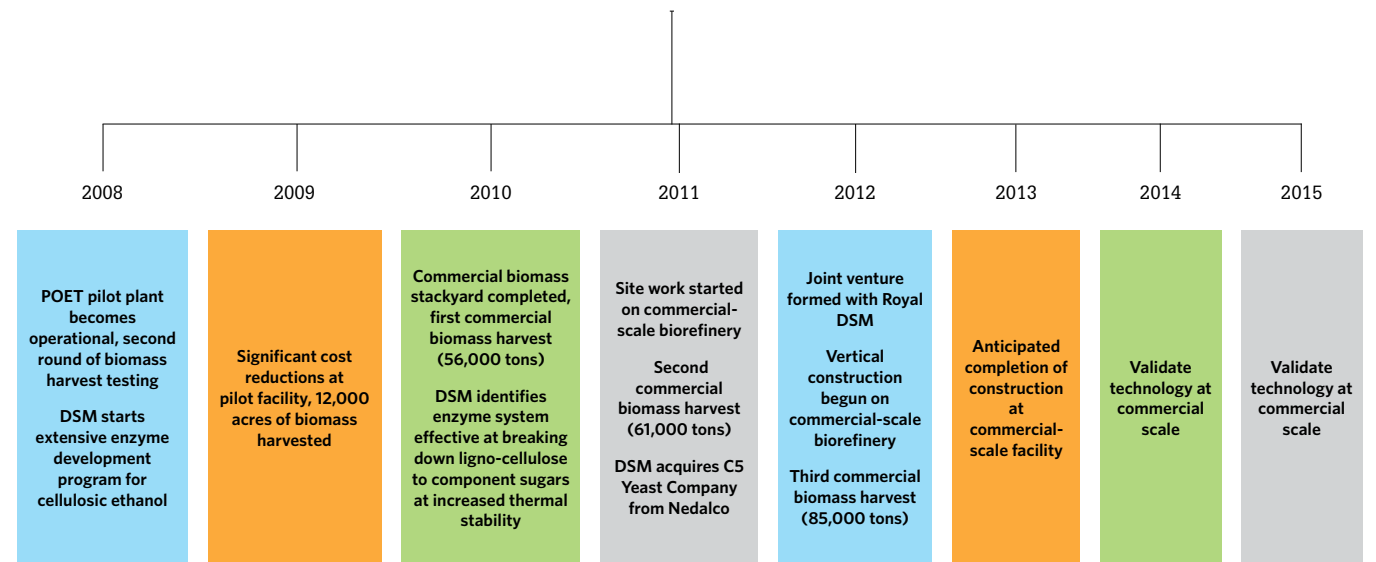 2008
2009
2010
2011
2012
2013
2014
2015
POET pilot plant
becomes
operational, second
round of biomass
harvest testing
DSM starts
extensive enzyme
development
program for
cellulosic ethanol
Significant cost
reductions at
pilot facility, 12,000
acres of biomass
harvested
Commercial biomass
stackyard completed,
first commercial
biomass harvest
(56,000 tons)
DSM identifies
enzyme system
effective at breaking
down ligno-cellulose
to component sugars
at increased thermal
stability
Site work started
on commercial-
scale biorefinery
Second
commercial
biomass harvest
(61,000 tons)
DSM acquires C5
Yeast Company
from Nedalco
Joint venture
formed with Royal
DSM
Vertical
construction
begun on
commercial-scale
biorefinery
Third commercial
biomass harvest
(85,000 tons)
Anticipated
completion of
construction
at
commercial-
scale facility
Validate
technology at
commercial
scale
Validate
technology at
commercial
scale